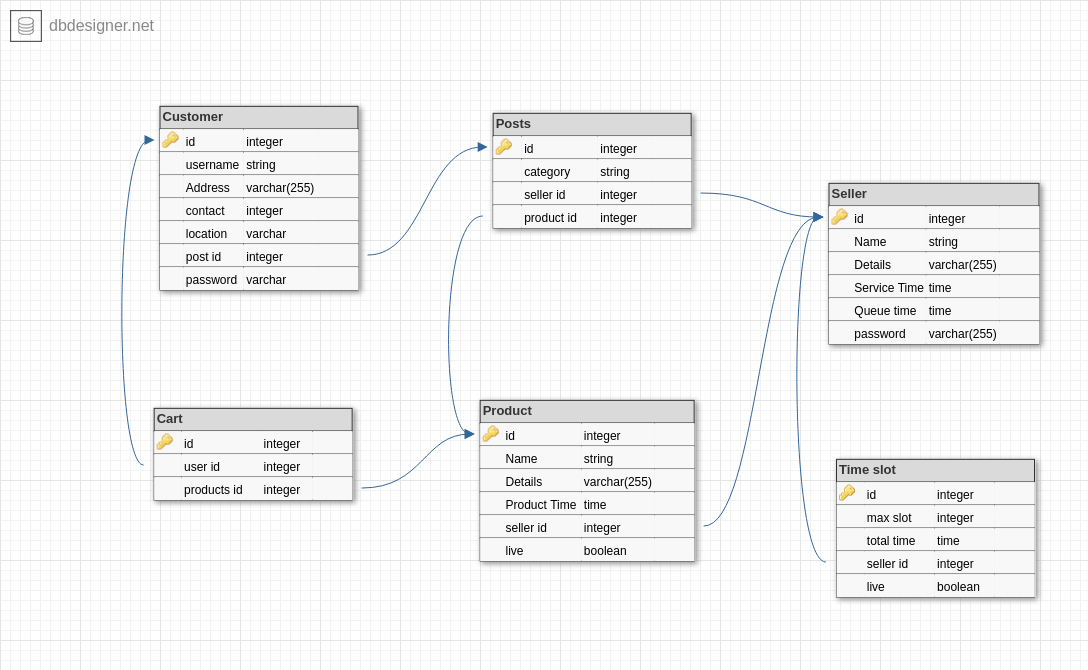 dbdesigner.net
Customer
id integer
username string
Address varchar(255)
contact integer
location varchar
post id integer
password varchar
Posts
id integer
category string
seller id integer
product id integer
Seller
id integer
Name string
Details varchar(255)
Service Time time
Queue time time
password varchar(255)
Cart
id integer
user id integer
products id integer
Product
id integer
Name string
Details varchar(255)
Product Time time
seller id integer
live boolean
Time slot
id integer
max slot integer
total time time
seller id integer
live boolean